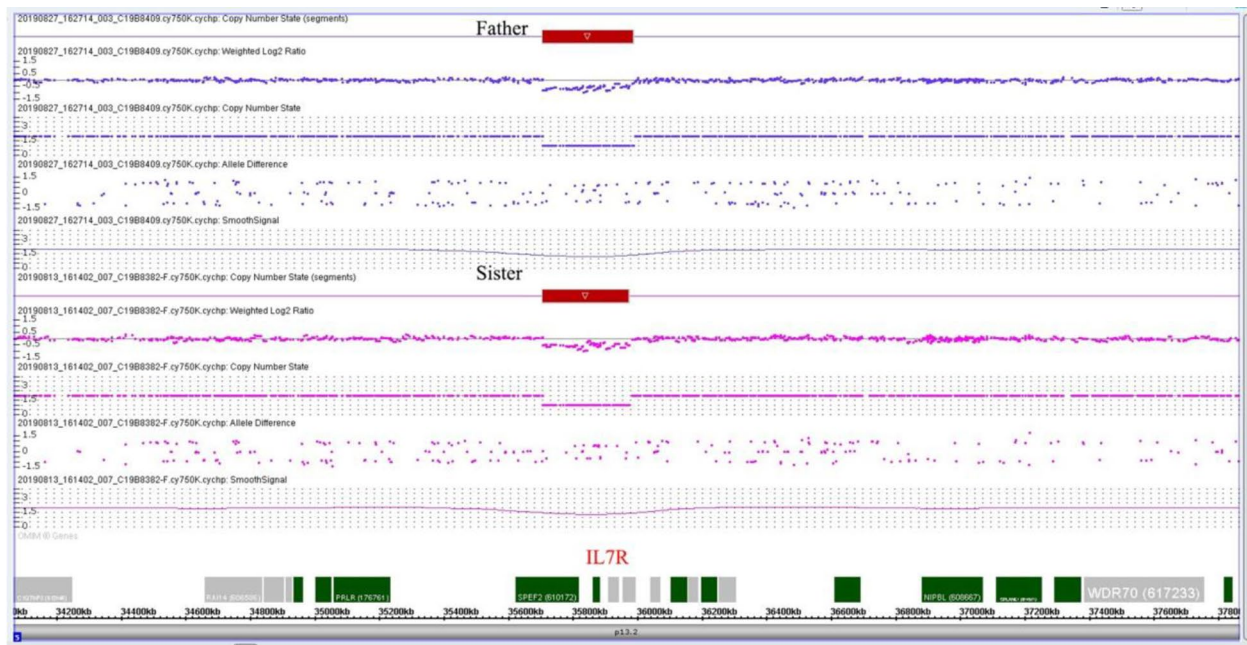 20190827_162714_003_C19B8409.cy750K.cychp: Copy Number State (segments)
Father
20190827_162714_003_C19B8409.cy750K.cychp: Weighted Log2 Ratio
1.5
0.5
-0.5
-1.5
20190827_162714_003_C19B8409.cy750K.cychp: Copy Number State
3
1.5
0
20190827_162714_003_C19B8409.cy750K.cychp: Allele Difference
1.5
0
-1.5
20190827_162714_003_C19B8409.cy750K.cychp: SmoothSignal
3
1.5
0
Sister
20190813_161402_007_C19B8382-F.cy750K.cychp: Copy Number State (segments)
20190813_161402_007_C19B8382-F.cy750K.cychp: Weighted Log2 Ratio
1.5
0.5
-0.5
-1.5
20190813_161402_007_C19B8382-F.cy750K.cychp: Copy Number State
3
1.5
0
20190813_161402_007_C19B8382-F.cy750K.cychp: Allele Difference
1.5
0
-1.5
20190813_161402_007_C19B8382-F.cy750K.cychp: SmoothSignal
3
1.5
0
OMIM ® Genes
IL7R
RAI14 PRLR (176761) SPEF2 (610172) NIPBL (608667) WDR70 (617233)
0kb 34200kb 34400kb 34600kb 34800kb 35000kb 35200kb 35400kb 35600kb 35800kb 36000kb 36200kb 36400kb 36600kb 36800kb 37000kb 37200kb 37400kb 37600kb 3780
p13.2
5